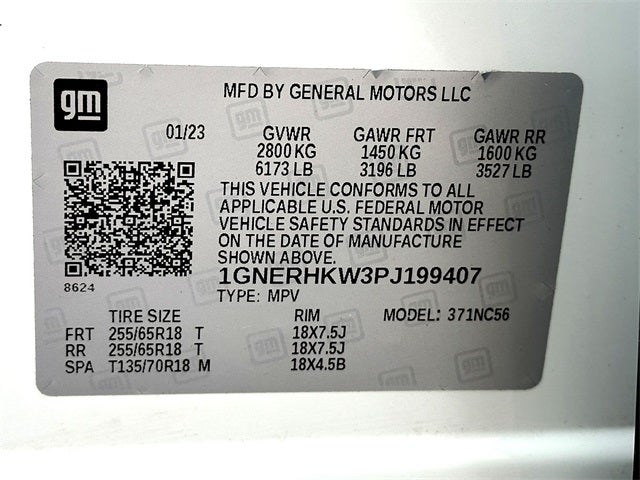 gm
MFD BY GENERAL MOTORS LLC
01/23 GVWR GAWR FRT GAWR RR
2800 KG 1450 KG 1600 KG
6173 LB 3196 LB 3527 LB
THIS VEHICLE CONFORMS TO ALL
APPLICABLE U.S. FEDERAL MOTOR
VEHICLE SAFETY STANDARDS IN EFFECT
ON THE DATE OF MANUFACTURE
SHOWN ABOVE.
8624
1GNERHKW3PJ199407
TYPE: MPV
TIRE SIZE RIM MODEL: 371NC56
FRT 255/65R18 T 18X7.5J
RR 255/65R18 T 18X7.5J
SPA T135/70R18 M 18X4.5B